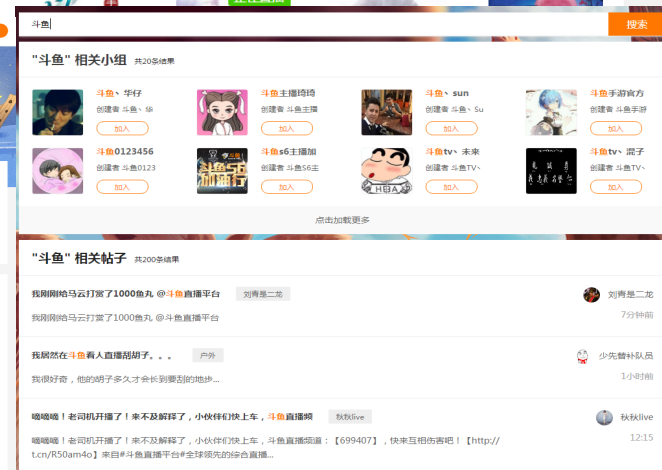 斗鱼
搜索
"斗鱼" 相关小组 共20条结果
斗鱼丶华仔
创建者 斗鱼丶华
加入
斗鱼主播琦琦
创建者 斗鱼主播
加入
斗鱼丶sun
创建者 斗鱼丶Su
加入
斗鱼手游官方
创建者 斗鱼手游
加入
斗鱼0123456
创建者 斗鱼0123
加入
斗鱼s6主播加
创建者 斗鱼S6主
加入
斗鱼tv丶未来
创建者 斗鱼TV丶
加入
斗鱼tv丶混子
创建者 斗鱼TV丶
加入
点击加载更多
"斗鱼" 相关帖子 共200条结果
我刚刚给马云打赏了1000鱼丸 @斗鱼直播平台 刘青是二龙
刘青是二龙
我刚刚给马云打赏了1000鱼丸 @斗鱼直播平台
7分钟前
我居然在斗鱼看人直播刮胡子。。。 户外
少先替补队员
我很好奇，他的胡子多久才会长到要刮的地步...
1小时前
嘀嘀嘀！老司机开播了！来不及解释了，小伙伴们快上车，斗鱼直播频 秋秋live
秋秋live
嘀嘀嘀！老司机开播了！来不及解释了，小伙伴们快上车，斗鱼直播频道：【699407】，快来互相伤害吧！【http://
t.cn/R50am4o】来自#斗鱼直播平台#全球领先的综合直播...
12:15